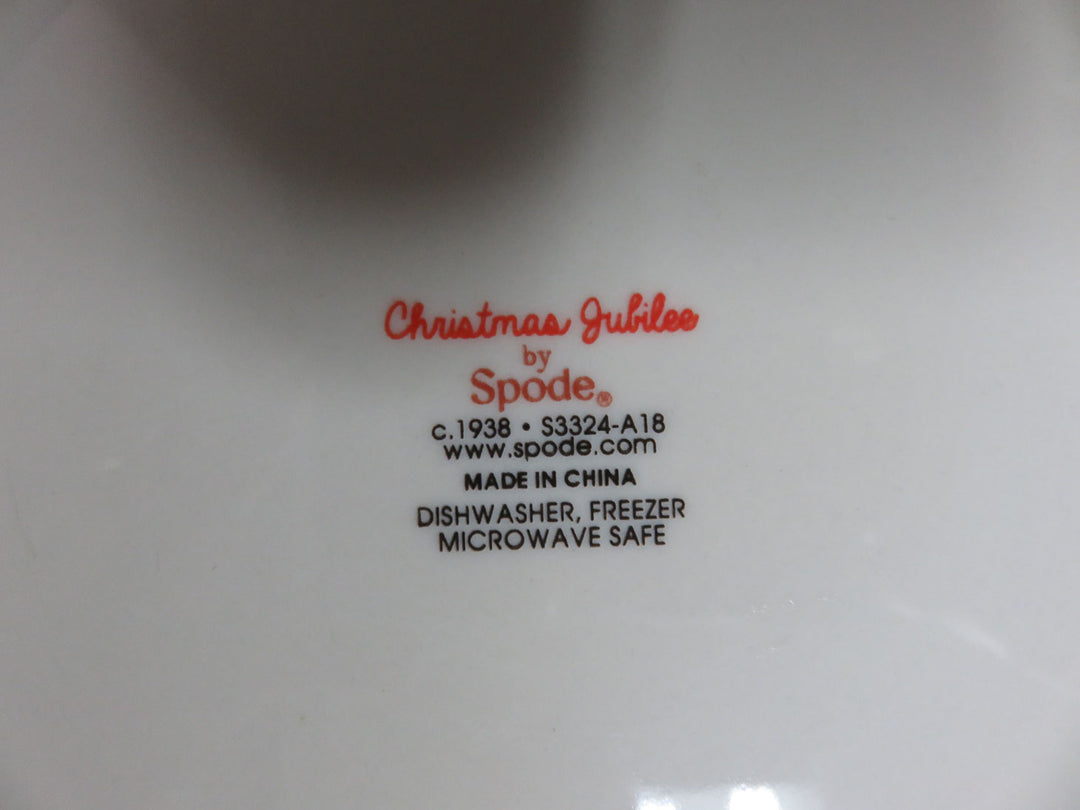 Christmas Jubilee
by
Spode®
c.1938 • S3324-A18
www.spode.com
MADE IN CHINA
DISHWASHER, FREEZER
MICROWAVE SAFE